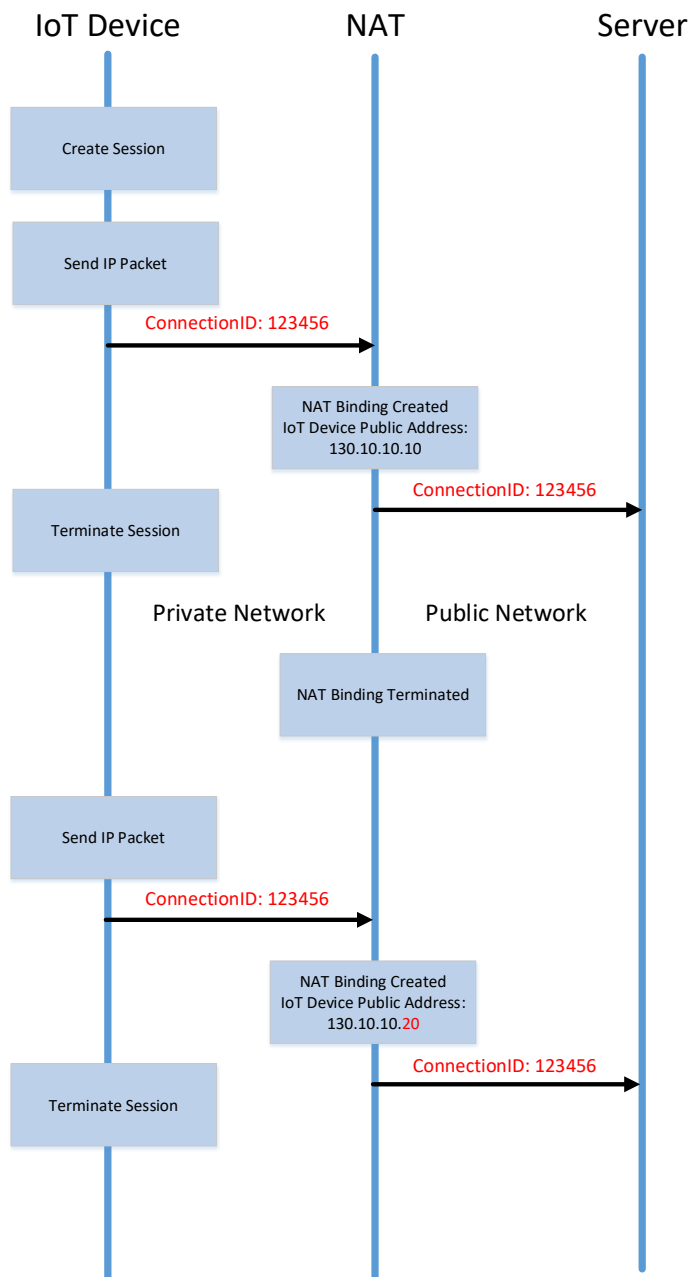 IoT Device
NAT
Server
Create Session
Send IP Packet
ConnectionID: 123456
NAT Binding Created
IoT Device Public Address:
130.10.10.10
ConnectionID: 123456
Terminate Session
Private Network
Public Network
NAT Binding Terminated
Send IP Packet
ConnectionID: 123456
NAT Binding Created
IoT Device Public Address:
130.10.10.20
ConnectionID: 123456
Terminate Session